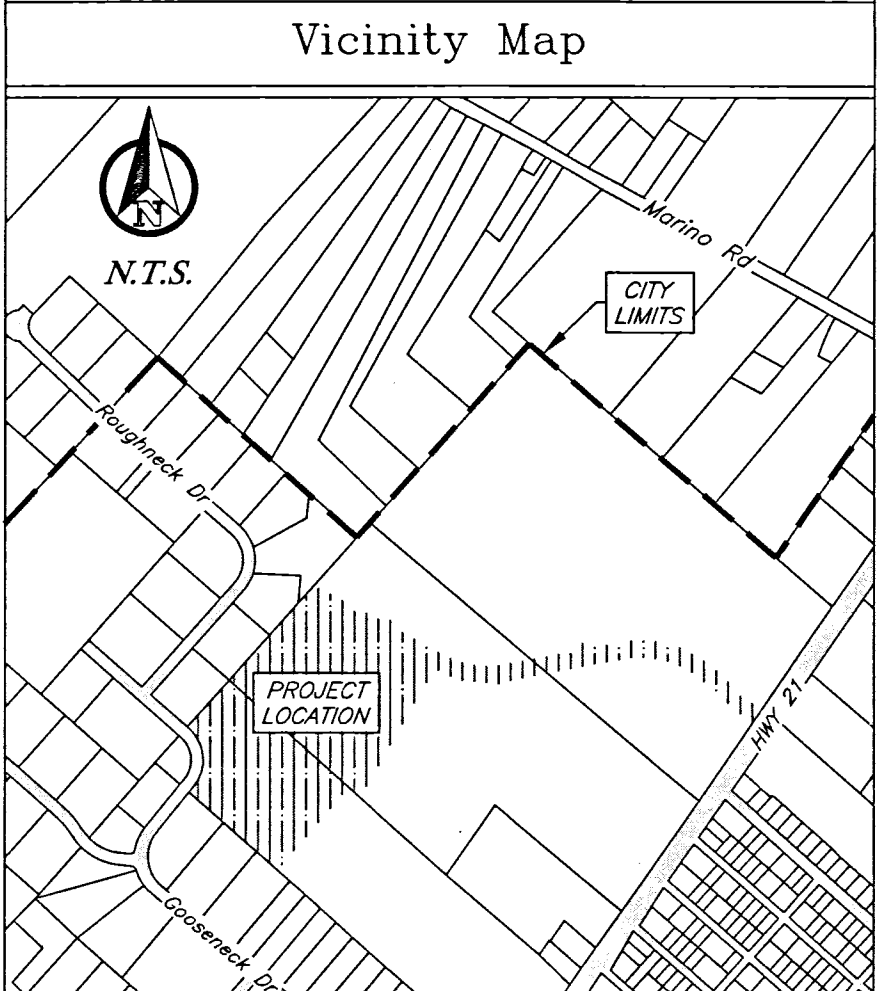 Vicinity Map
N
N.T.S.
Marino Rd
CITY
LIMITS
Roughneck Dr
PROJECT
LOCATION
HWY 21
Gooseneck Dr